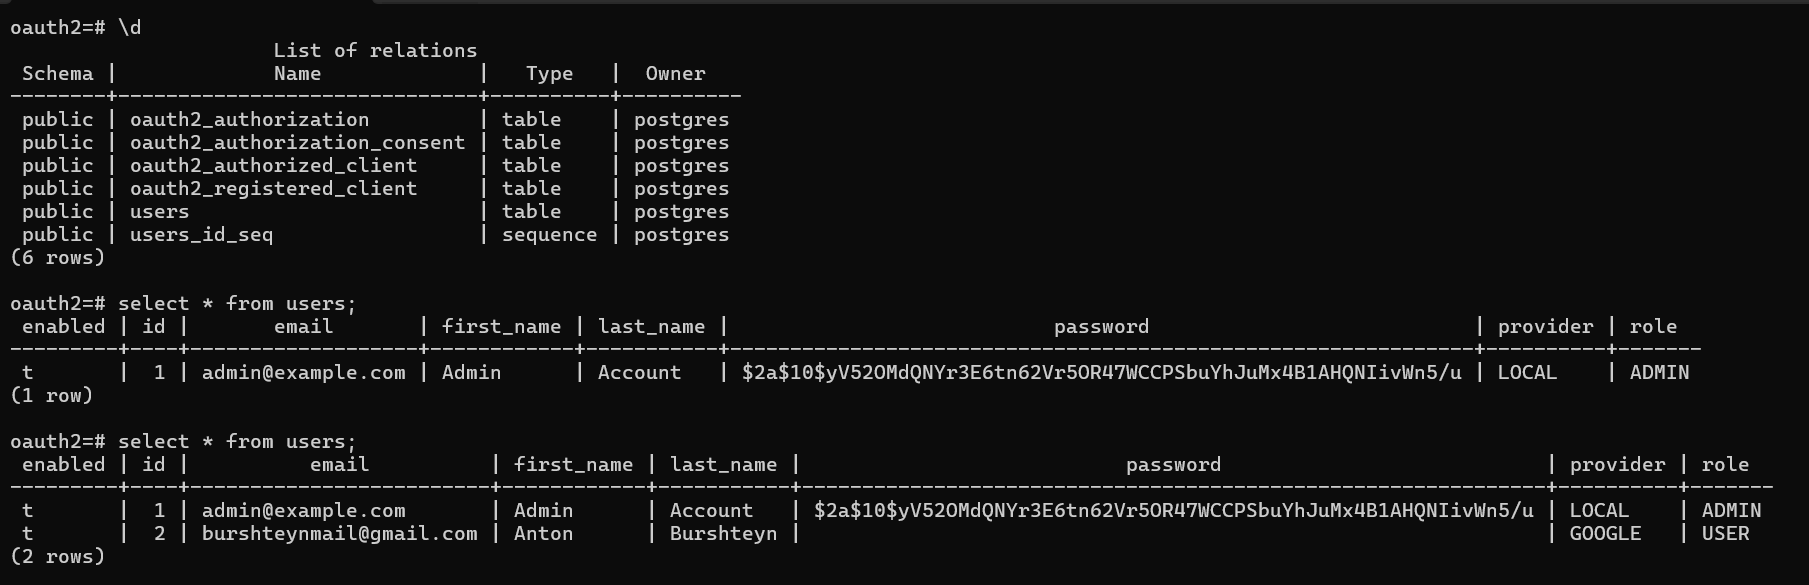 oauth2=# \d
                      List of relations
 Schema |             Name             |   Type   |  Owner
--------+------------------------------+----------+----------
 public | oauth2_authorization         | table    | postgres
 public | oauth2_authorization_consent | table    | postgres
 public | oauth2_authorized_client     | table    | postgres
 public | oauth2_registered_client     | table    | postgres
 public | users                        | table    | postgres
 public | users_id_seq                 | sequence | postgres
(6 rows)

oauth2=# select * from users;
 enabled | id |       email       | first_name | last_name |                           password                           | provider | role
---------+----+-------------------+------------+-----------+--------------------------------------------------------------+----------+-------
 t       |  1 | admin@example.com | Admin      | Account   | $2a$10$yV52OMdQNYr3E6tn62Vr5OR47WCCPSbuYhJuMx4B1AHQNIivWn5/u | LOCAL    | ADMIN
(1 row)

oauth2=# select * from users;
 enabled | id |          email          | first_name | last_name |                           password                           | provider | role
---------+----+-------------------------+------------+-----------+--------------------------------------------------------------+----------+-------
 t       |  1 | admin@example.com       | Admin      | Account   | $2a$10$yV52OMdQNYr3E6tn62Vr5OR47WCCPSbuYhJuMx4B1AHQNIivWn5/u | LOCAL    | ADMIN
 t       |  2 | burshteynmail@gmail.com | Anton      | Burshteyn |                                                              | GOOGLE   | USER
(2 rows)